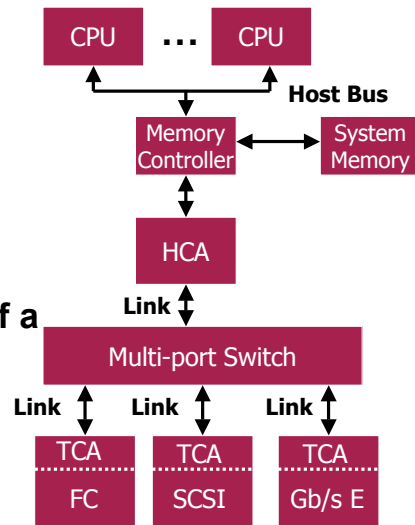 CPU ... CPU
Host Bus
Memory
Controller
System
Memory
HCA
Link
f a
Multi-port Switch
Link Link Link
TCA TCA TCA
FC SCSI Gb/s E